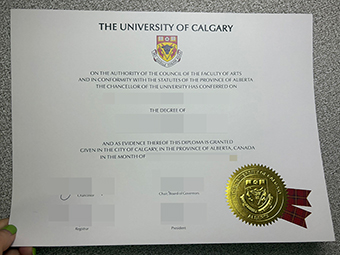 THE UNIVERSITY OF CALGARY
ON THE AUTHORITY OF THE COUNCIL OF THE FACULTY OF ARTS
AND IN CONFORMITY WITH THE STATUTES OF THE PROVINCE OF ALBERTA
THE CHANCELLOR OF THE UNIVERSITY HAS CONFERRED ON
THE DEGREE OF
AND AS EVIDENCE THEREOF THIS DIPLOMA IS GRANTED
GIVEN IN THE CITY OF CALGARY, IN THE PROVINCE OF ALBERTA, CANADA
IN THE MONTH OF
Chair, Board of Governors
Registrar
President